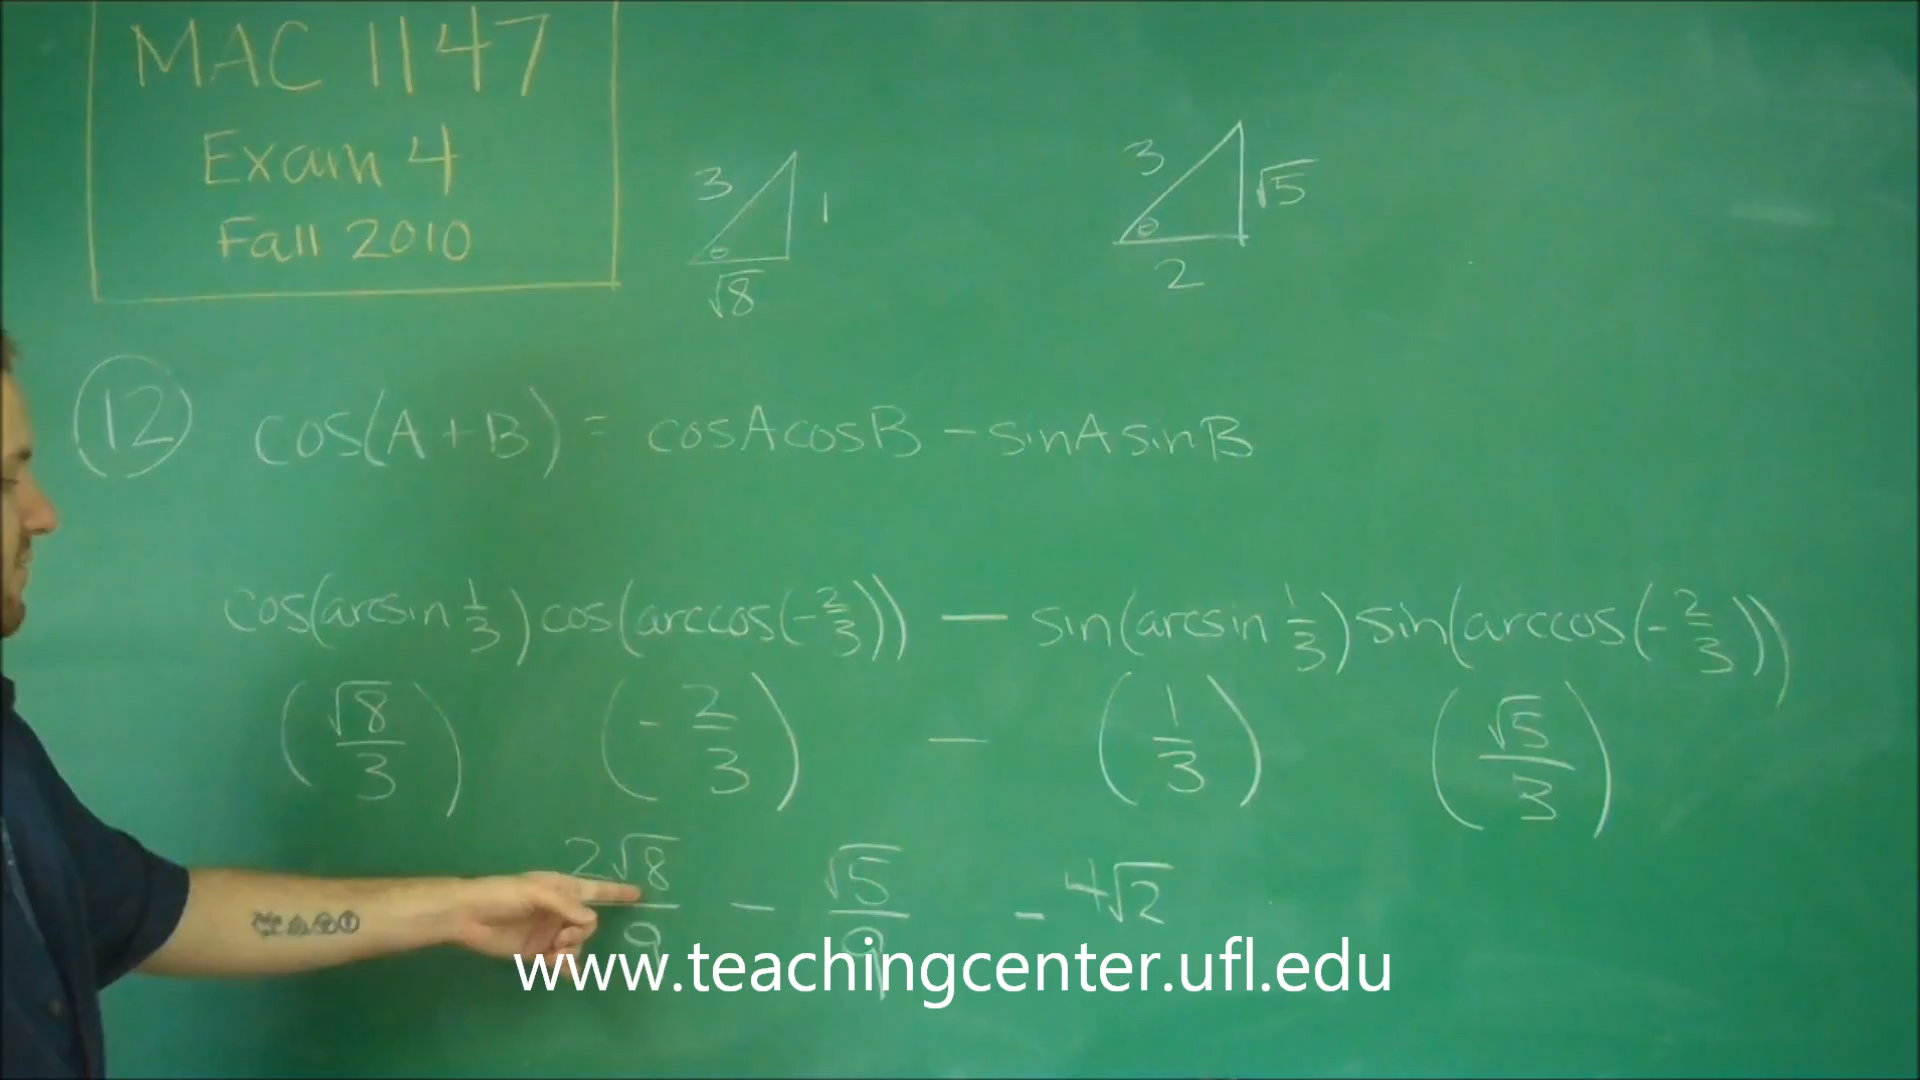 MAC 1147
Exam 4
Fall 2010
3 1 √8 θ
3 √5 2 θ
12 cos(A+B) = cosAcosB - sinAsinB
cos(arcsin 1/3)cos(arccos(-2/3)) - sin(arcsin 1/3)sin(arccos(-2/3))
(√8/3) (-2/3) - (1/3) (√5/3)
2√8/9 - √5/9 - 4√2
www.teachingcenter.ufl.edu